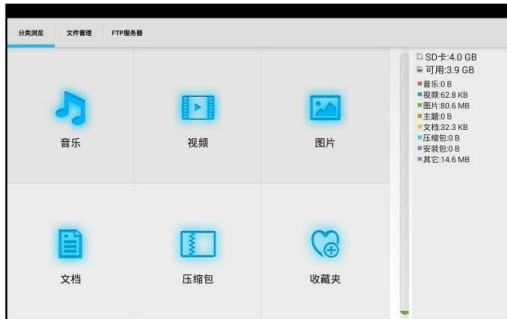 分类浏览 文件管理 FTP服务器
SD卡:4.0 GB
可用:3.9 GB
音乐:0 B
视频:62.8 KB
图片:80.6 MB
主题:0 B
文档:32.3 KB
压缩包:0 B
安装包:0 B
其它:14.6 MB
音乐 视频 图片
文档 压缩包 收藏夹